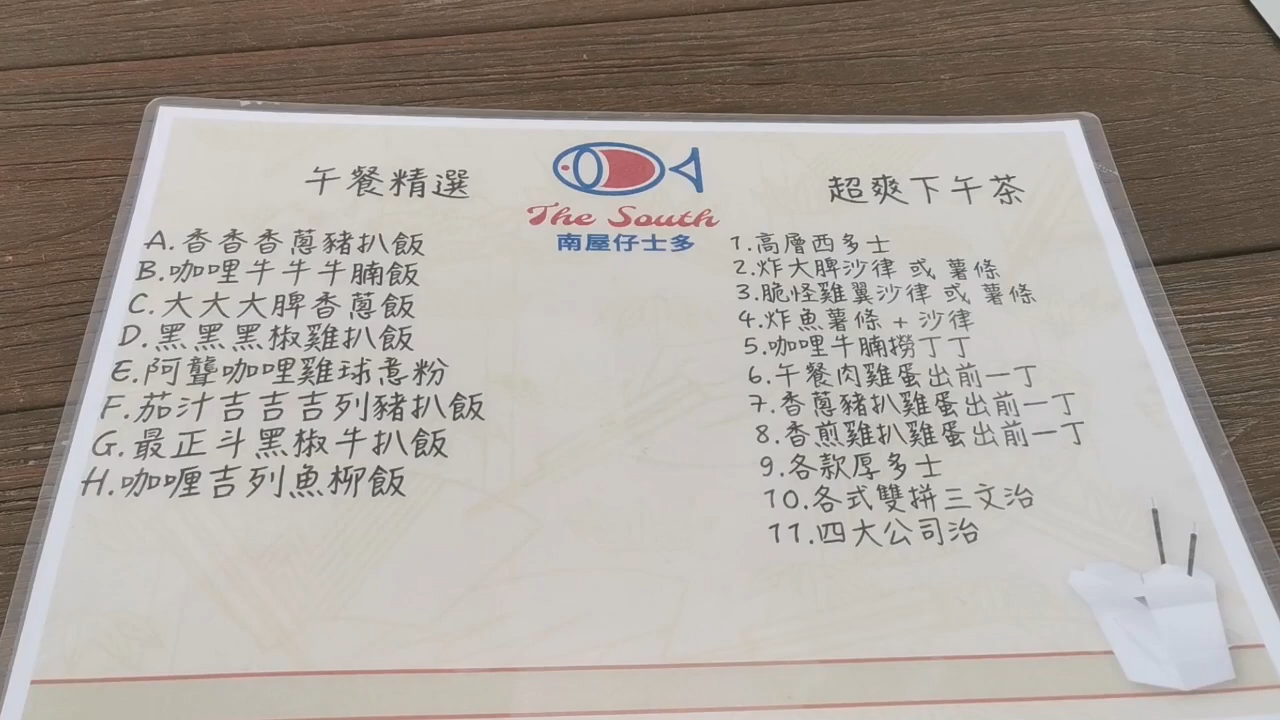 The South
南屋仔士多
午餐精選
A.香香香蔥豬扒飯
B.咖哩牛牛牛腩飯
C.大大大脾香蔥飯
D.黑黑黑椒雞扒飯
E.阿聾咖哩雞球意粉
F.茄汁吉吉吉列豬扒飯
G.最正斗黑椒牛扒飯
H.咖喱吉列魚柳飯
超爽下午茶
1.高層西多士
2.炸大脾沙律 或 薯條
3.脆怪雞翼沙律 或 薯條
4.炸魚薯條 + 沙律
5.咖哩牛腩撈丁丁
6.午餐肉雞蛋出前一丁
7.香蔥豬扒雞蛋出前一丁
8.香煎雞扒雞蛋出前一丁
9.各款厚多士
10.各式雙拼三文治
11.四大公司治